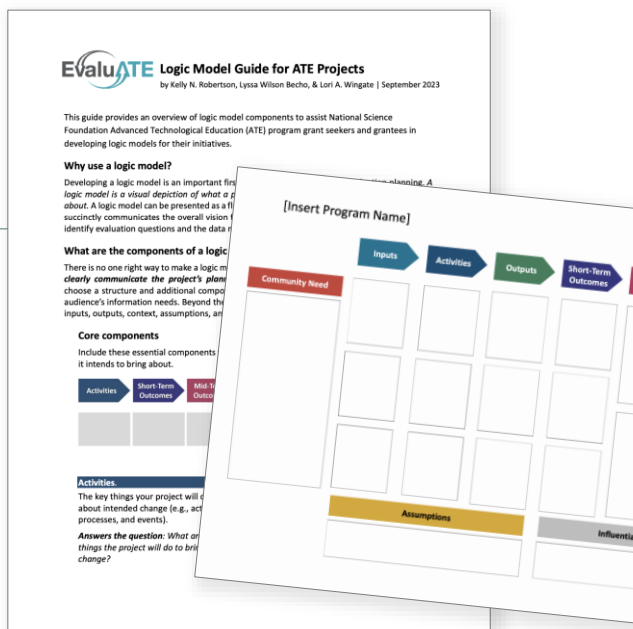 EvaluATE Logic Model Guide for ATE Projects
by Kelly N. Robertson, Lyssa Wilson Becho, & Lori A. Wingate | September 2023
This guide provides an overview of logic model components to assist National Science
Foundation Advanced Technological Education (ATE) program grant seekers and grantees in
developing logic models for their initiatives.
Why use a logic model?
Developing a logic model is an important firs
planning. A
logic model is a visual depiction of what a p
about. A logic model can be presented as a fl
succinctly communicates the overall vision f
identify evaluation questions and the data n
What are the components of a logic
There is no one right way to make a logic m
clearly communicate the project's plann
choose a structure and additional compo
audience's information needs. Beyond the
inputs, outputs, context, assumptions, an
Core components
Include these essential components
it intends to bring about.
Activities
Short-Term
Outcomes
Mid-Te
Outco
Activities.
The key things your project will d
about intended change (e.g., act
processes, and events).
Answers the question: What ar
things the project will do to brin
change?
[Insert Program Name]
Community Need
Inputs
Activities
Outputs
Short-Term
Outcomes
Assumptions
Influentia